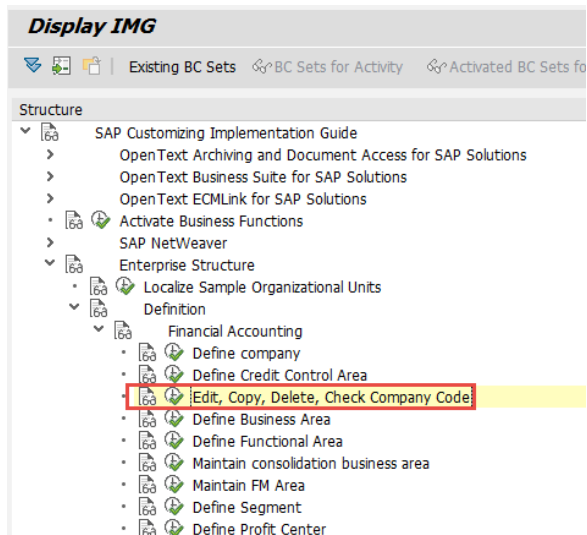 Display IMG
Existing BC Sets BC Sets for Activity Activated BC Sets fo
Structure
SAP Customizing Implementation Guide
OpenText Archiving and Document Access for SAP Solutions
OpenText Business Suite for SAP Solutions
OpenText ECMLink for SAP Solutions
Activate Business Functions
SAP NetWeaver
Enterprise Structure
Localize Sample Organizational Units
Definition
Financial Accounting
Define company
Define Credit Control Area
Edit, Copy, Delete, Check Company Code
Define Business Area
Define Functional Area
Maintain consolidation business area
Maintain FM Area
Define Segment
Define Profit Center